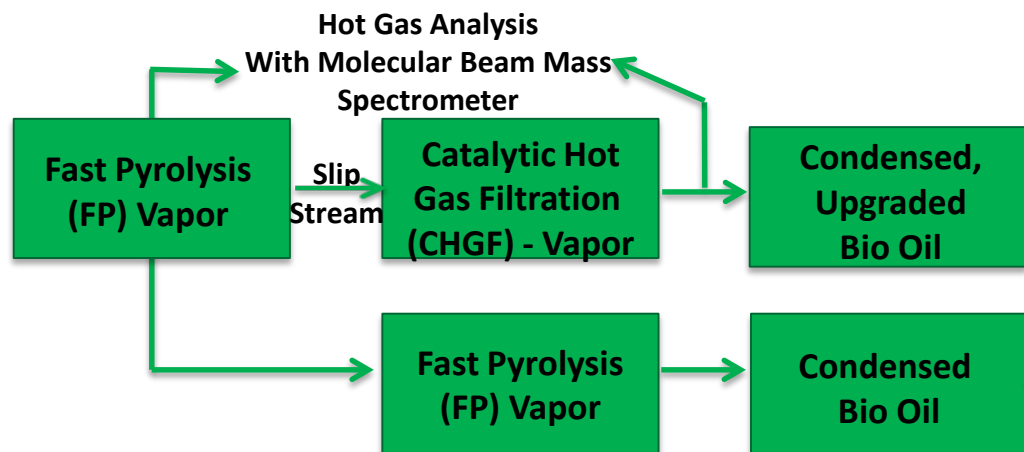 Hot Gas Analysis
With Molecular Beam Mass
Spectrometer
Fast Pyrolysis
(FP) Vapor
Slip
Stream
Catalytic Hot
Gas Filtration
(CHGF) - Vapor
Condensed,
Upgraded
Bio Oil
Fast Pyrolysis
(FP) Vapor
Condensed
Bio Oil